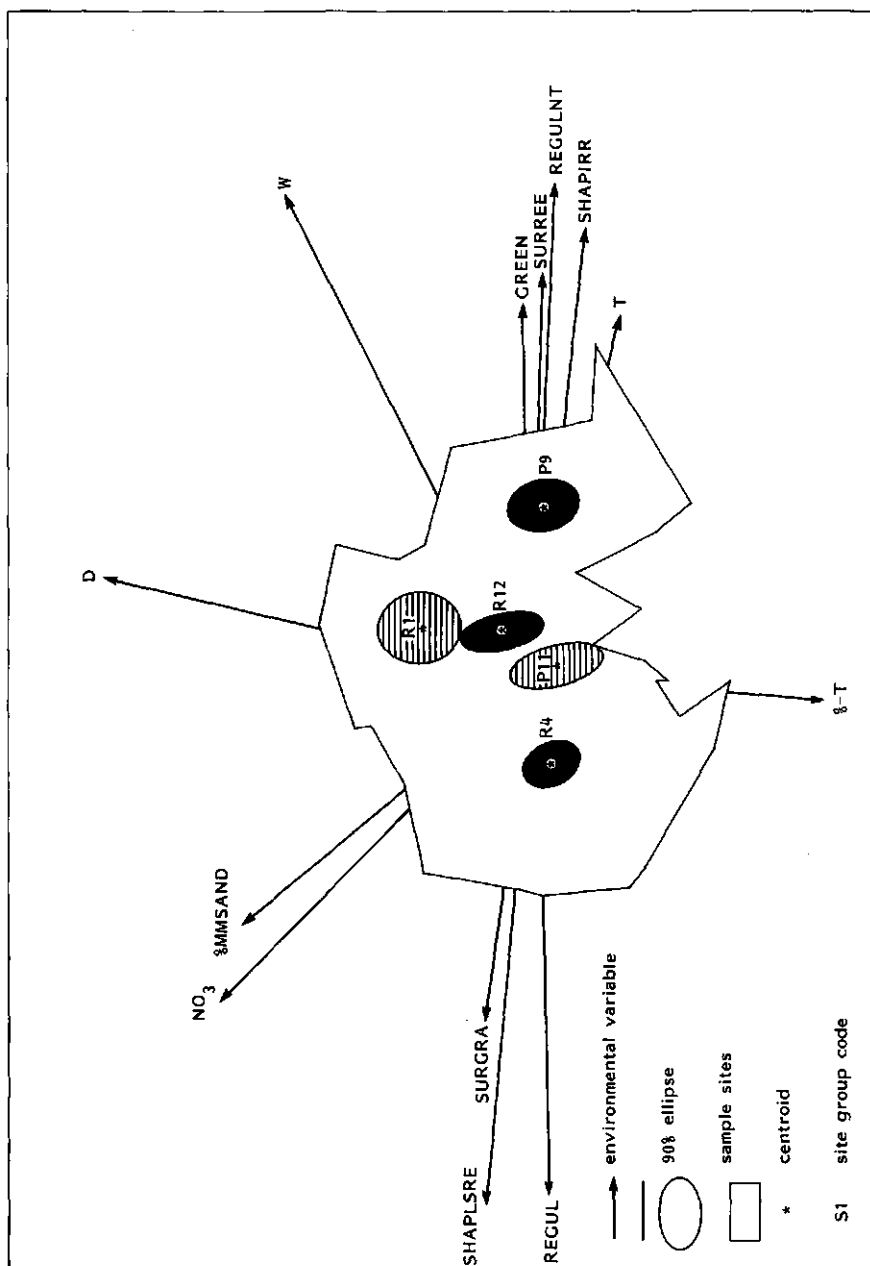 D
W
%MMSAND
NO3
GREEN
SURREE
REGULNT
SHAPIRR
T
R1
R12
P9
P11
R4
%-T
SURGRA
SHAPLSRE
REGUL
environmental variable
90% ellipse
sample sites
* centroid
S1 site group code